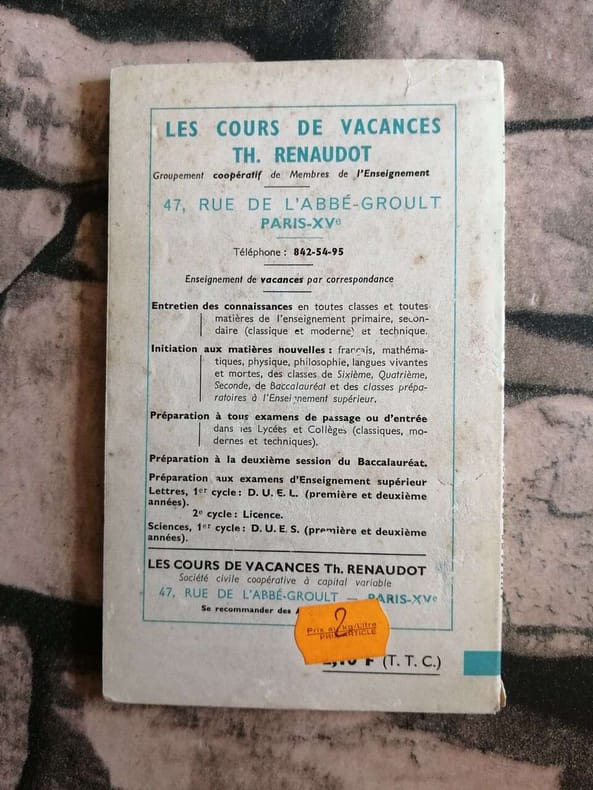 LES COURS DE VACANCES
TH. RENAUDOT
Groupement coopératif de Membres de l'Enseignement
47, RUE DE L'ABBÉ-GROULT
PARIS-XVe
Téléphone : 842-54-95
Enseignement de vacances par correspondance
Entretien des connaissances en toutes classes et toutes
matières de l'enseignement primaire, secon-
daire (classique et moderne) et technique.
Initiation aux matières nouvelles : français, mathéma-
tiques, physique, philosophie, langues vivantes
et mortes, des classes de Sixième, Quatrième,
Seconde, de Baccalauréat et des classes prépa-
ratoires à l'Enseignement supérieur.
Préparation à tous examens de passage ou d'entrée
dans les Lycées et Collèges (classiques, mo-
dernes et techniques).
Préparation à la deuxième session du Baccalauréat.
Préparation aux examens d'Enseignement supérieur
Lettres, 1er cycle : D. U. E. L. (première et deuxième
années).
2e cycle : Licence.
Sciences, 1er cycle : D. U. E. S. (première et deuxième
années).
LES COURS DE VACANCES Th. RENAUDOT
Société civile coopérative à capital variable
47, RUE DE L'ABBÉ-GROULT — PARIS-XVe
Se recommander des
2
Prix au kg/Litre
PRIX ARTICLE
F (T. T. C.)